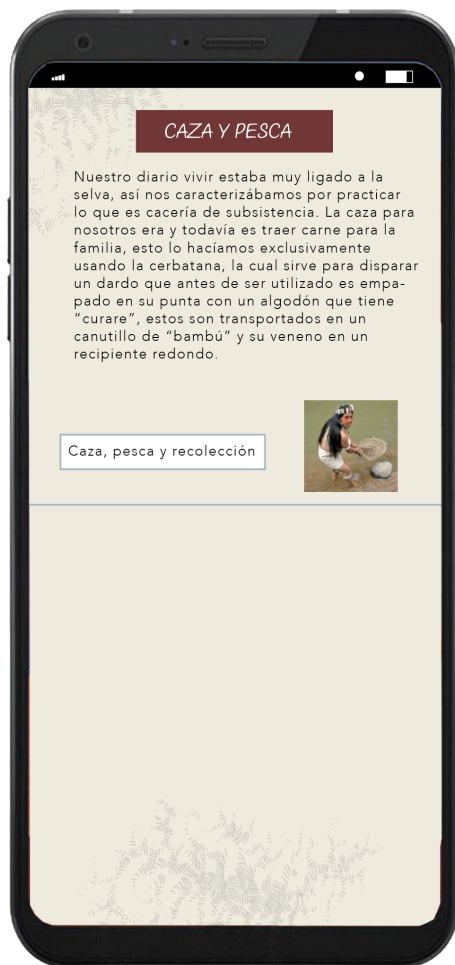 CAZA Y PESCA
Nuestro diario vivir estaba muy ligado a la
selva, así nos caracterizábamos por practicar
lo que es cacería de subsistencia. La caza para
nosotros era y todavía es traer carne para la
familia, esto lo hacíamos exclusivamente
usando la cerbatana, la cual sirve para disparar
un dardo que antes de ser utilizado es empa-
pado en su punta con un algodón que tiene
“curare”, estos son transportados en un
canutillo de “bambú” y su veneno en un
recipiente redondo.
Caza, pesca y recolección